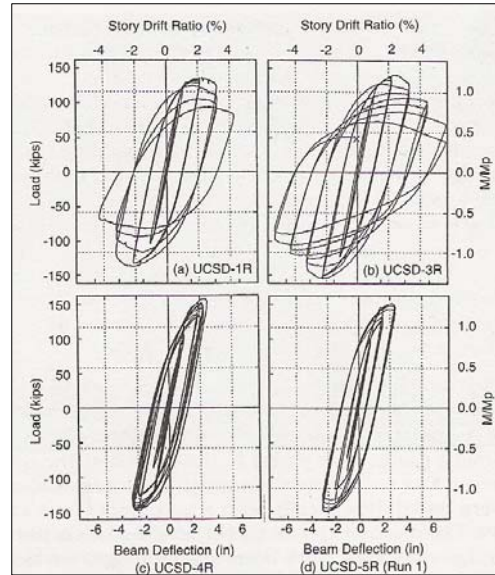 Story Drift Ratio (%)
Story Drift Ratio (%)
-4 -2 0 2 4
-4 -2 0 2 4
150
100
50
0
-50
-100
-150
Load (kips)
1.0
0.5
0.0
-0.5
-1.0
M/Mp
(a) UCSD-1R
(b) UCSD-3R
150
100
50
0
-50
-100
-150
Load (kips)
1.0
0.5
0.0
-0.5
-1.0
M/Mp
-6 -4 -2 0 2 4 6
-6 -4 -2 0 2 4 6
Beam Deflection (in)
Beam Deflection (in)
(c) UCSD-4R
(d) UCSD-5R (Run 1)